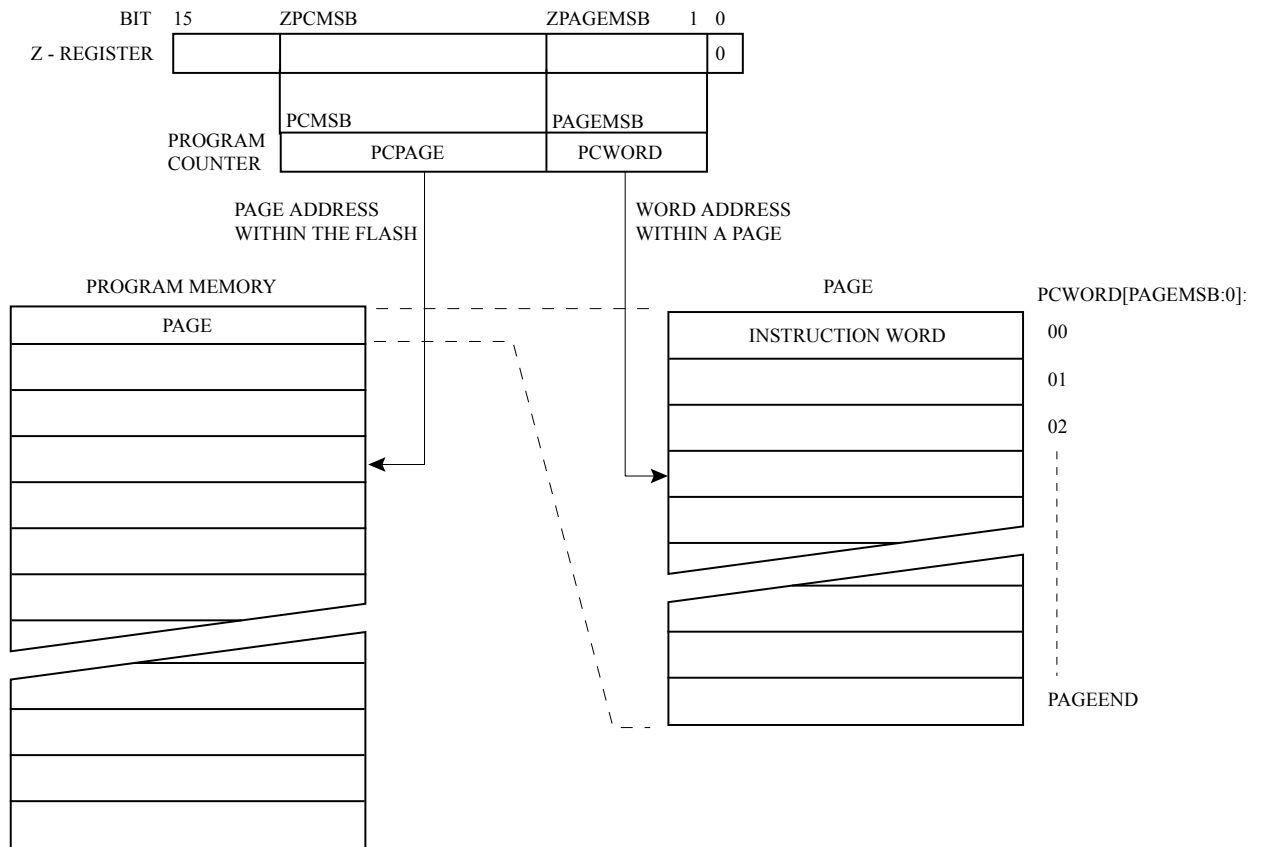 BIT 15 ZPCMSB ZPAGEMSB 1 0
Z - REGISTER 0
PCMSB PAGEMSB
PROGRAM
COUNTER
PCPAGE PCWORD
PAGE ADDRESS
WITHIN THE FLASH
WORD ADDRESS
WITHIN A PAGE
PROGRAM MEMORY
PAGE
PAGE
PCWORD[PAGEMSB:0]:
INSTRUCTION WORD
00
01
02
PAGEEND